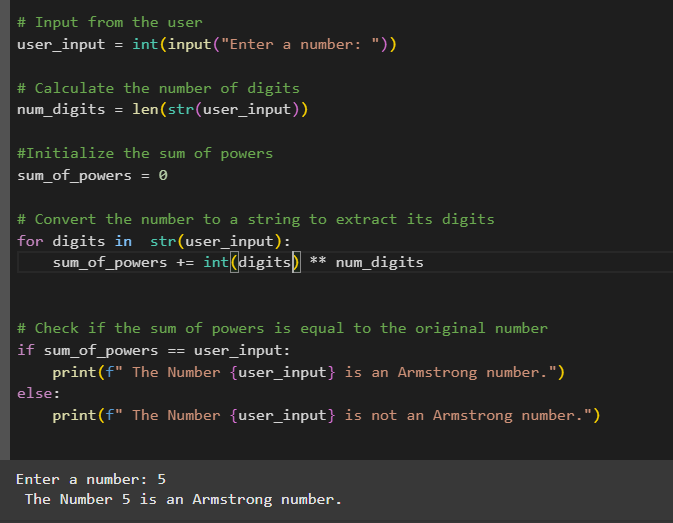 # Input from the user
user_input = int(input("Enter a number: "))
# Calculate the number of digits
num_digits = len(str(user_input))
#Initialize the sum of powers
sum_of_powers = 0
# Convert the number to a string to extract its digits
for digits in  str(user_input):
    sum_of_powers += int(digits) ** num_digits
# Check if the sum of powers is equal to the original number
if sum_of_powers == user_input:
    print(f" The Number {user_input} is an Armstrong number.")
else:
    print(f" The Number {user_input} is not an Armstrong number.")
Enter a number: 5
 The Number 5 is an Armstrong number.